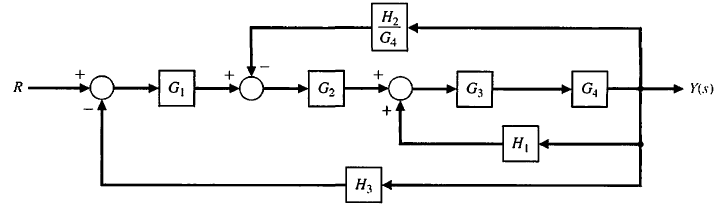 H₂
G₄
−
R
+
−
G₁
+
G₂
+
+
G₃
G₄
Y(s)
H₁
H₃